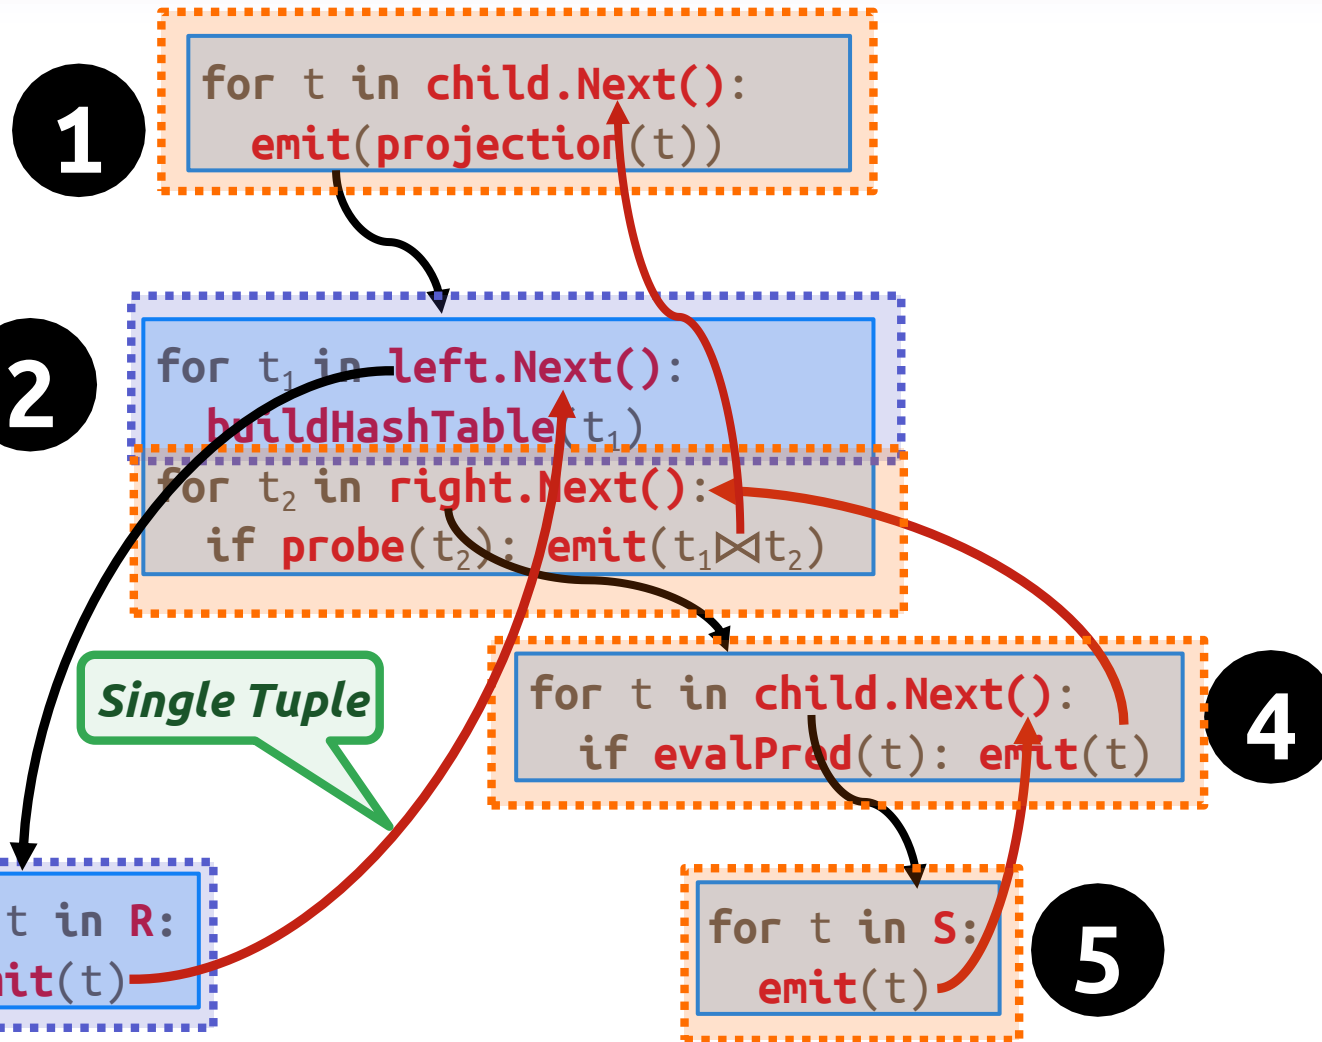 1
for t in child.Next():
emit(projection(t))
2
for t₁ in left.Next():
buildHashTable(t₁)
for t₂ in right.Next():
if probe(t₂): emit(t₁⨝t₂)
Single Tuple
4
for t in child.Next():
if evalPred(t): emit(t)
t in R:
(t)
5
for t in S:
emit(t)